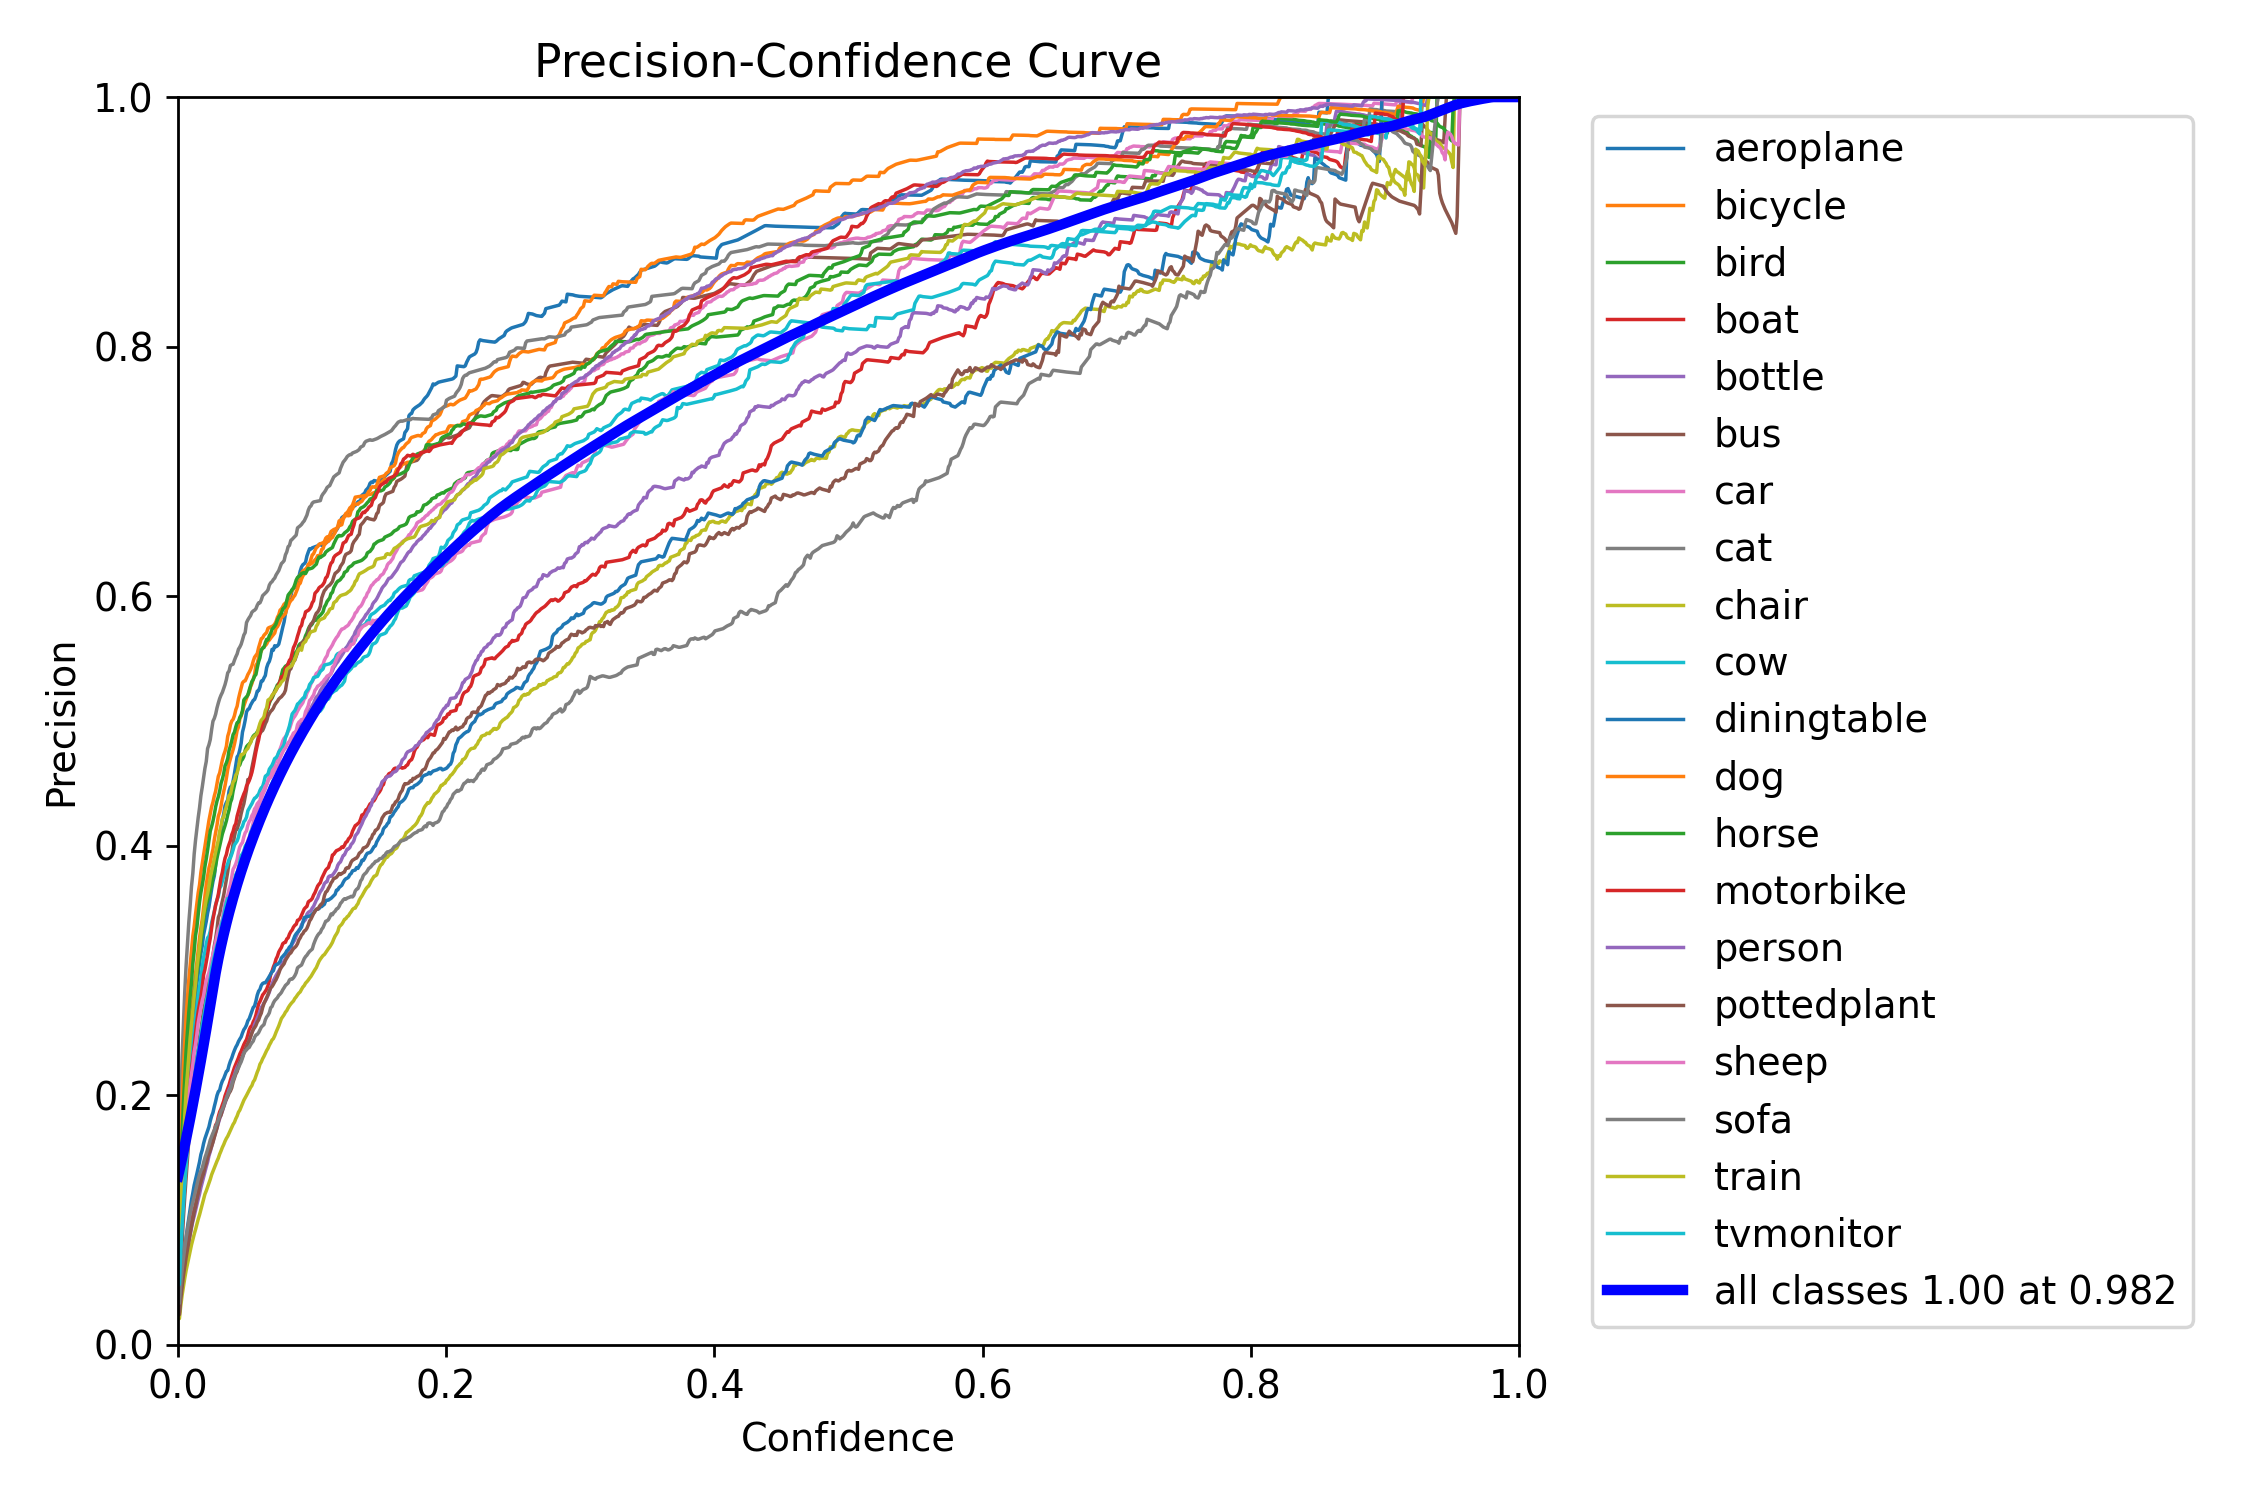 Precision-Confidence Curve
1.0
0.8
0.6
0.4
0.2
0.0
Precision
0.0 0.2 0.4 0.6 0.8 1.0
Confidence
aeroplane
bicycle
bird
boat
bottle
bus
car
cat
chair
cow
diningtable
dog
horse
motorbike
person
pottedplant
sheep
sofa
train
tvmonitor
all classes 1.00 at 0.982